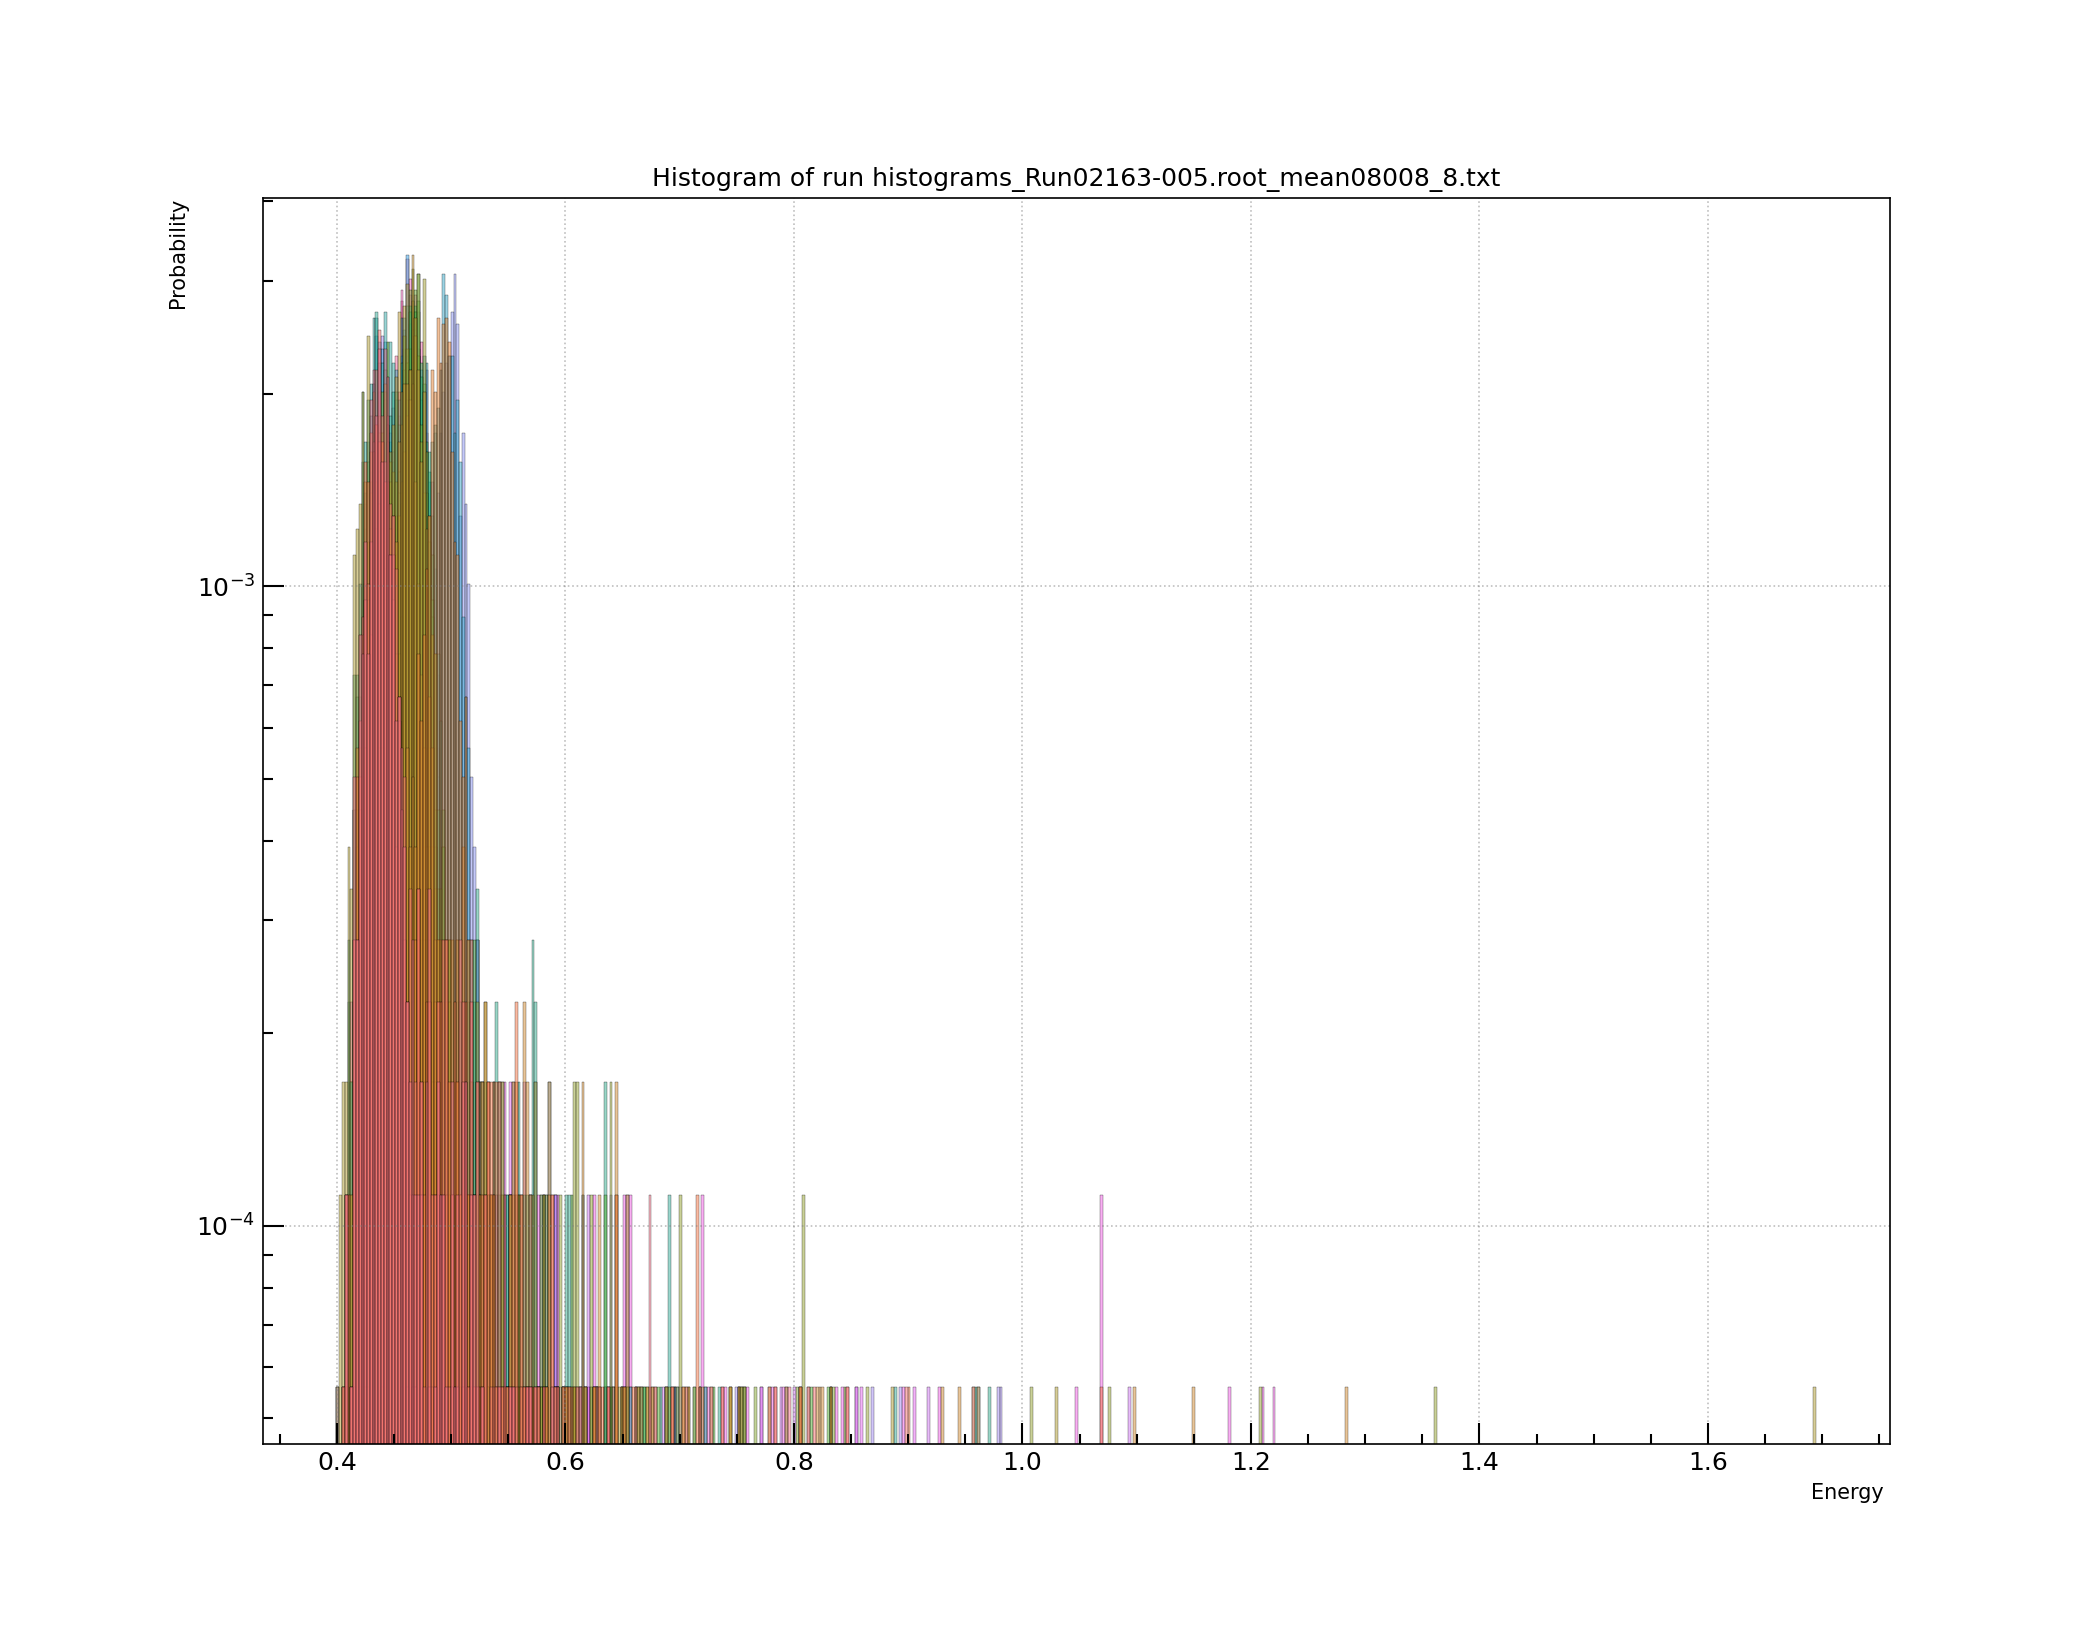 Histogram of run histograms_Run02163-005.root_mean08008_8.txt
Probability
10⁻³
10⁻⁴
0.4 0.6 0.8 1.0 1.2 1.4 1.6
Energy